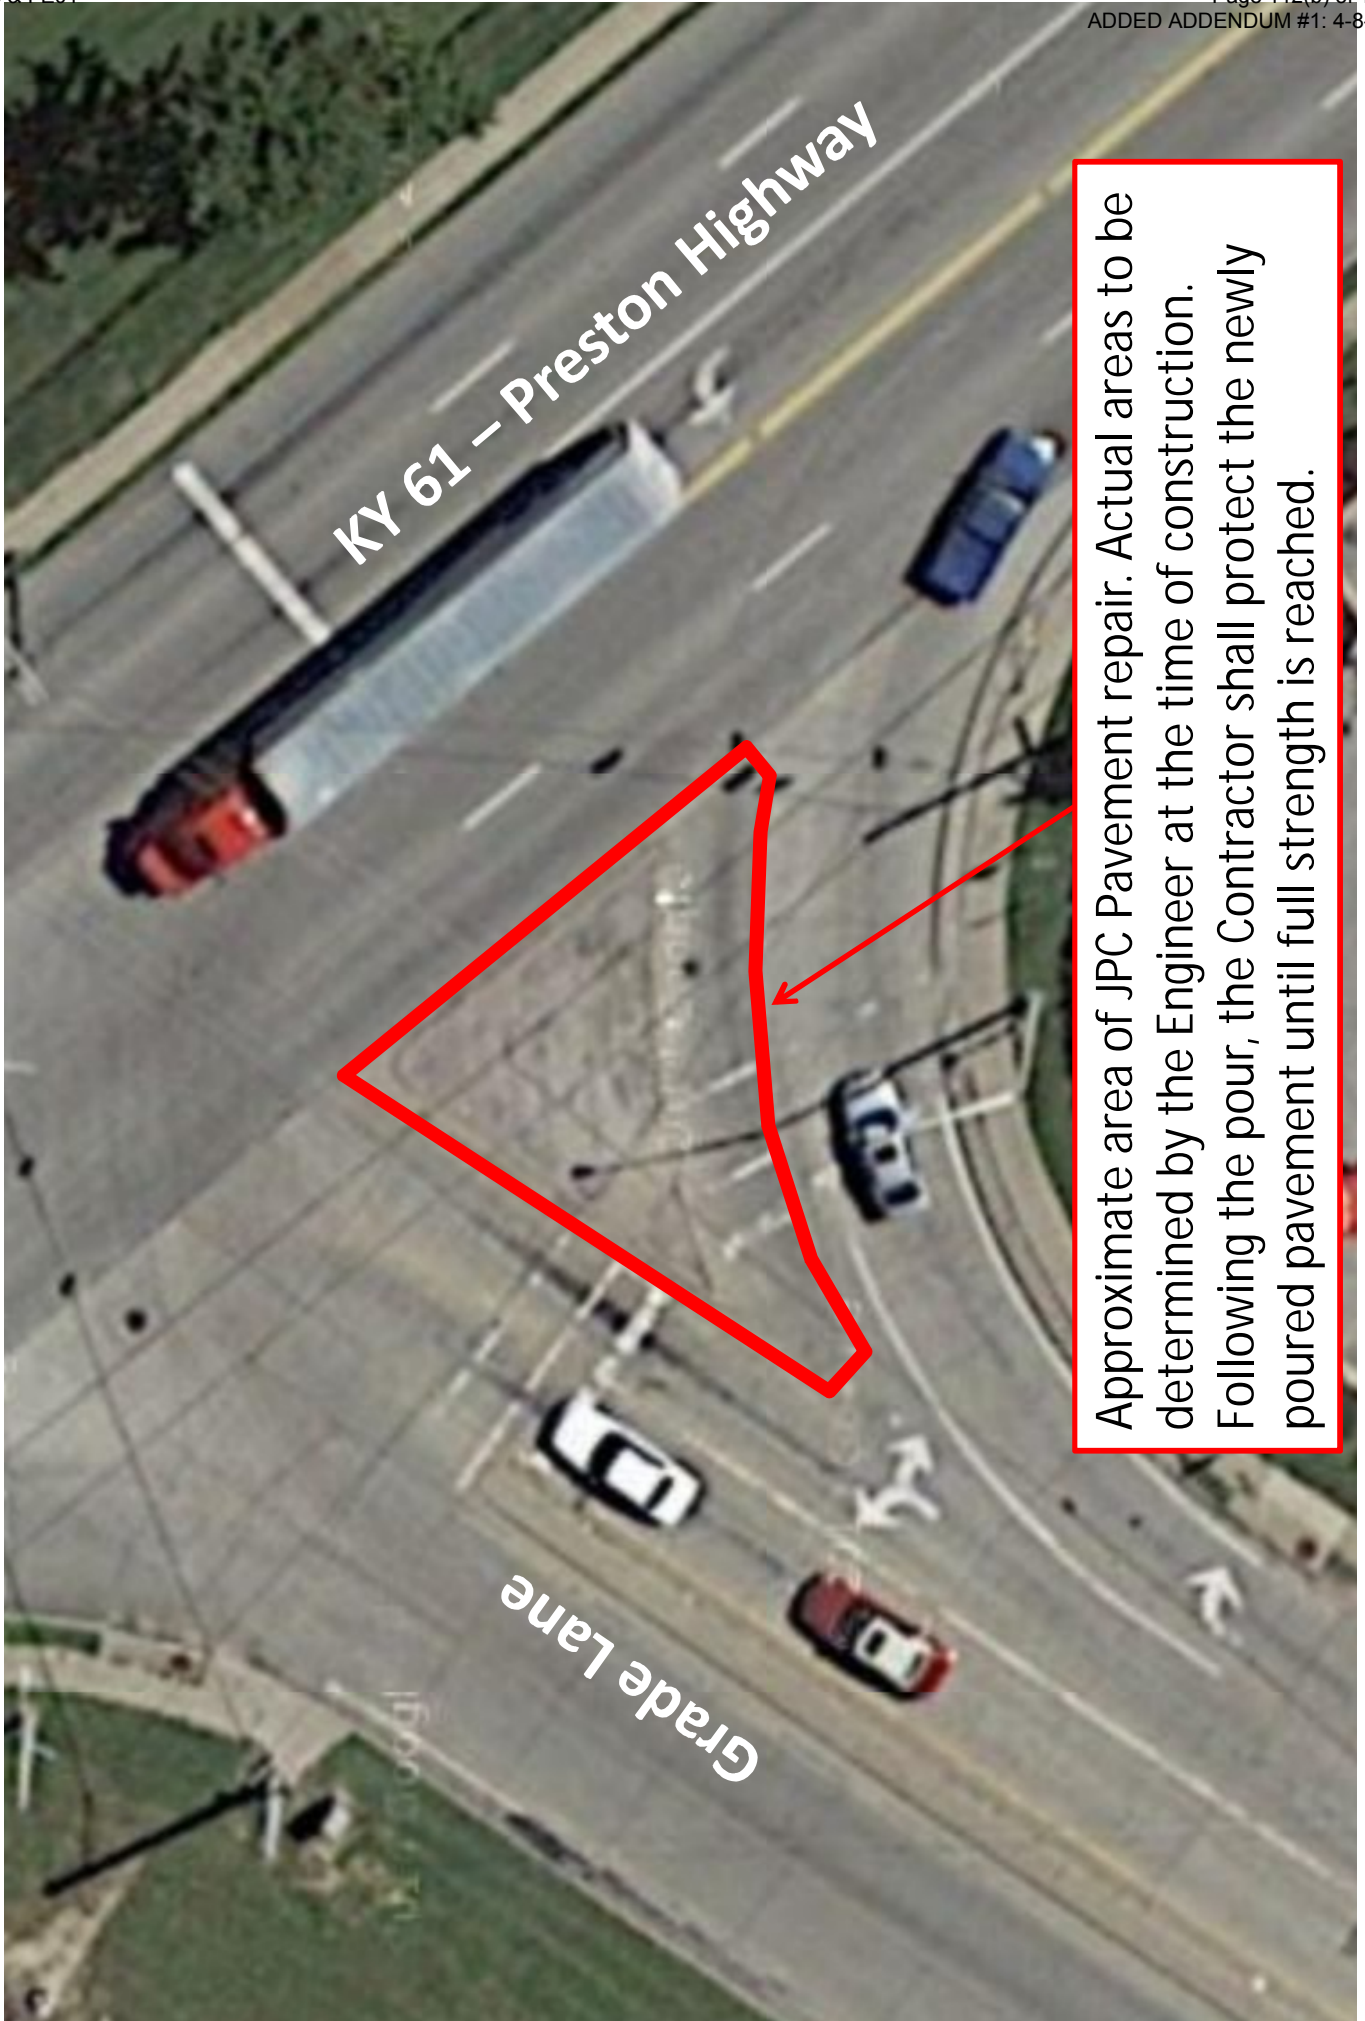 ADDED ADDENDUM #1: 4-8-
KY 61 – Preston Highway
Grade Lane
Approximate area of JPC Pavement repair. Actual areas to be
determined by the Engineer at the time of construction.
Following the pour, the Contractor shall protect the newly
poured pavement until full strength is reached.